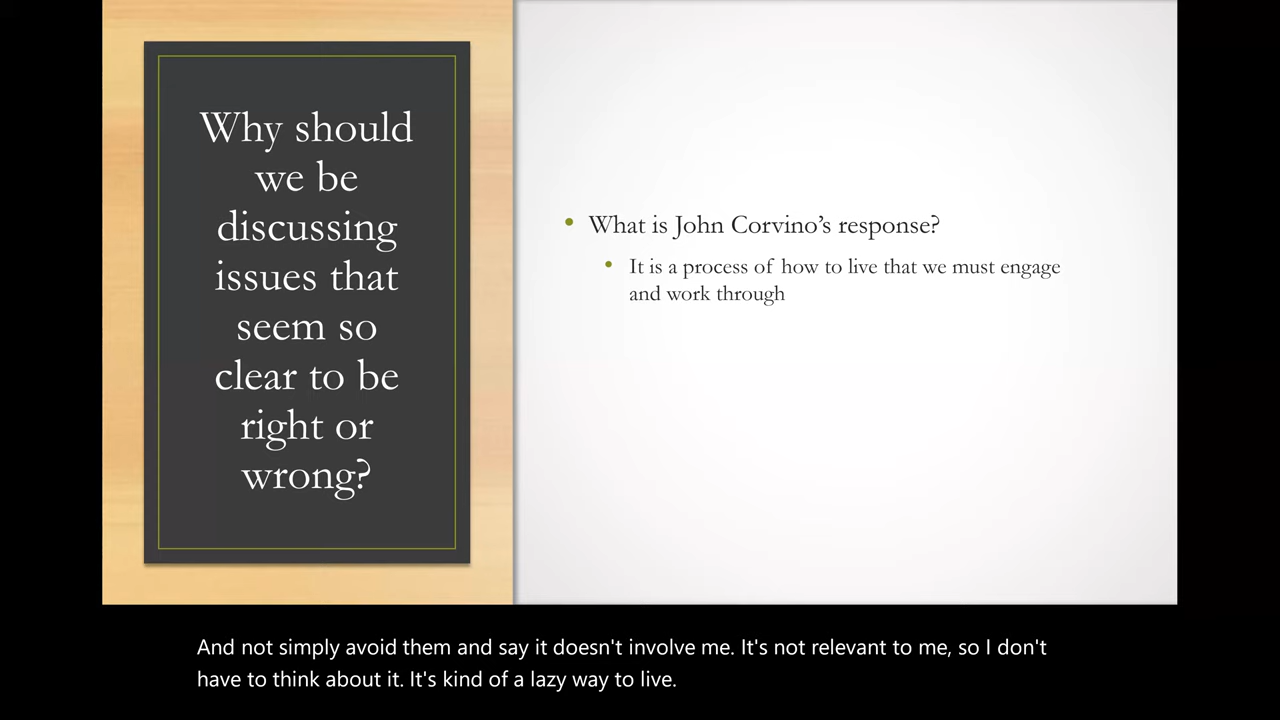 Why should
we be
discussing
issues that
seem so
clear to be
right or
wrong?
• What is John Corvino's response?
• It is a process of how to live that we must engage
and work through
And not simply avoid them and say it doesn't involve me. It's not relevant to me, so I don't
have to think about it. It's kind of a lazy way to live.